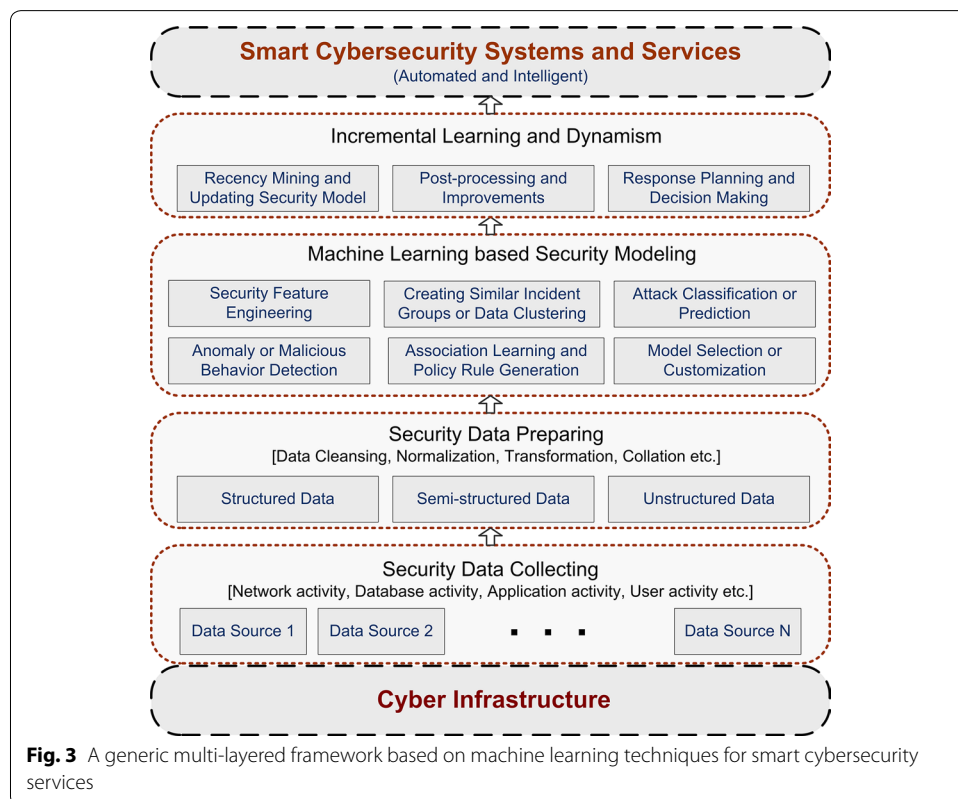 Smart Cybersecurity Systems and Services
(Automated and Intelligent)
Incremental Learning and Dynamism
Recency Mining and
Updating Security Model
Post-processing and
Improvements
Response Planning and
Decision Making
Machine Learning based Security Modeling
Security Feature
Engineering
Creating Similar Incident
Groups or Data Clustering
Attack Classification or
Prediction
Anomaly or Malicious
Behavior Detection
Association Learning and
Policy Rule Generation
Model Selection or
Customization
Security Data Preparing
[Data Cleansing, Normalization, Transformation, Collation etc.]
Structured Data
Semi-structured Data
Unstructured Data
Security Data Collecting
[Network activity, Database activity, Application activity, User activity etc.]
Data Source 1
Data Source 2
. . .
Data Source N
Cyber Infrastructure
Fig. 3 A generic multi-layered framework based on machine learning techniques for smart cybersecurity
services